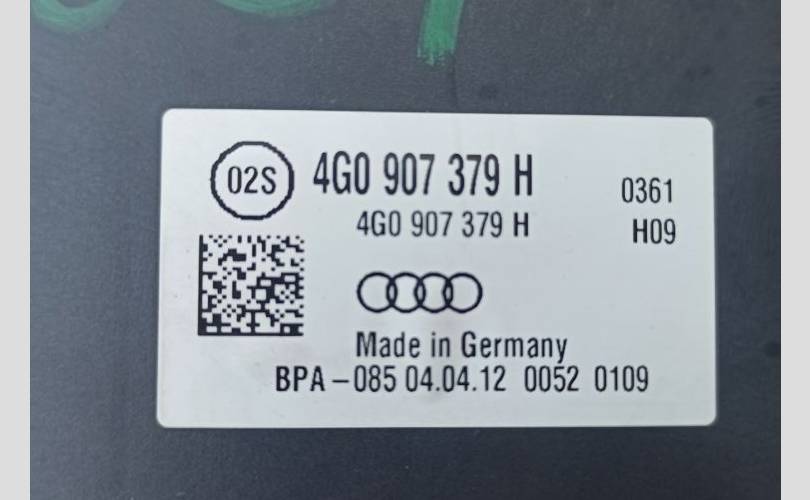 02S 4G0 907 379 H 0361
4G0 907 379 H H09
Made in Germany
BPA-085 04.04.12 0052 0109